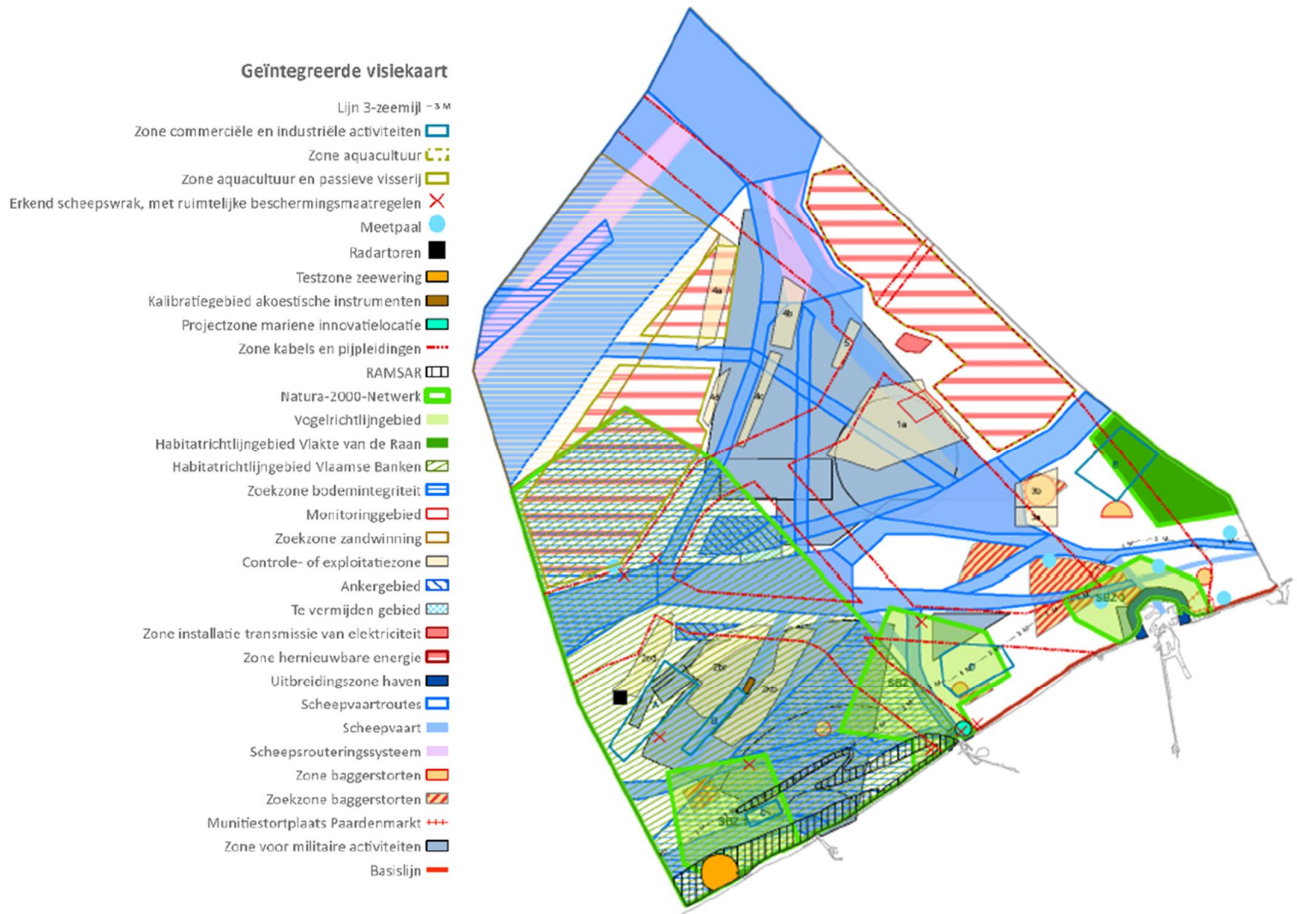 Geïntegreerde visiekaart
Lijn 3-zeemijl – 3 M
Zone commerciële en industriële activiteiten
Zone aquacultuur
Zone aquacultuur en passieve visserij
Erkend scheepswrak, met ruimtelijke beschermingsmaatregelen
Meetpaal
Radartoren
Testzone zeewering
Kalibratiegebied akoestische instrumenten
Projectzone mariene innovatielocatie
Zone kabels en pijpleidingen
RAMSAR
Natura-2000-Netwerk
Vogelrichtlijngebied
Habitatrichtlijngebied Vlakte van de Raan
Habitatrichtlijngebied Vlaamse Banken
Zoekzone bodemintegriteit
Monitoringgebied
Zoekzone zandwinning
Controle- of exploitatiezone
Ankergebied
Te vermijden gebied
Zone installatie transmissie van elektriciteit
Zone hernieuwbare energie
Uitbreidingszone haven
Scheepvaartroutes
Scheepvaart
Scheepsrouteringssysteem
Zone baggerstorten
Zoekzone baggerstorten
Munitiestortplaats Paardenmarkt
Zone voor militaire activiteiten
Basislijn
4a
4b
5
4c
1a
3b
3a
SBZ
SBZ
A
SBZ